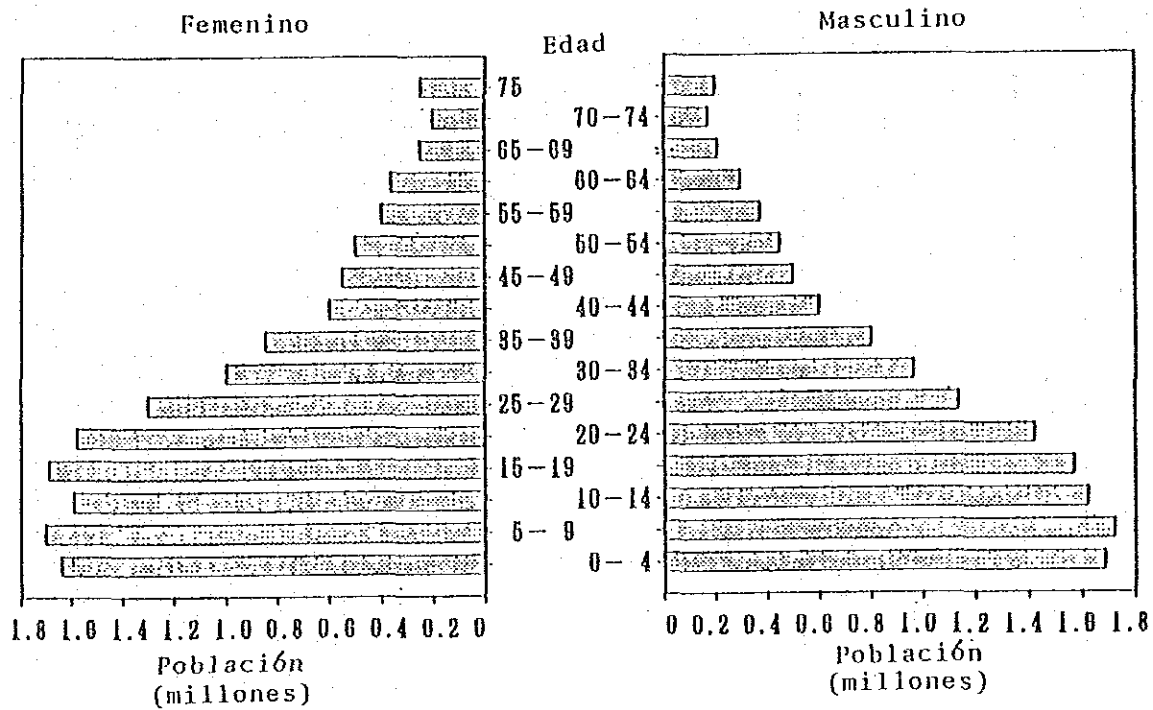 Femenino
Edad
Masculino
75
70-74
65-69
60-64
55-59
50-54
45-49
40-44
35-39
30-34
25-29
20-24
15-19
10-14
5- 9
0- 4
1.8 1.6 1.4 1.2 1.0 0.8 0.6 0.4 0.2 0
0 0.2 0.4 0.6 0.8 1.0 1.2 1.4 1.6 1.8
Población
(millones)
Población
(millones)